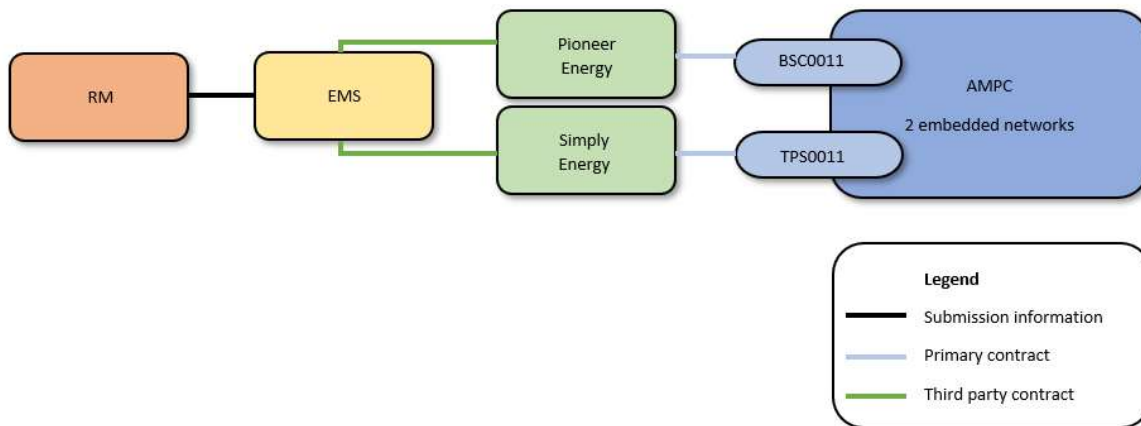 RM
EMS
Pioneer
Energy
Simply
Energy
BSC0011
TPS0011
AMPC
2 embedded networks
Legend
Submission information
Primary contract
Third party contract